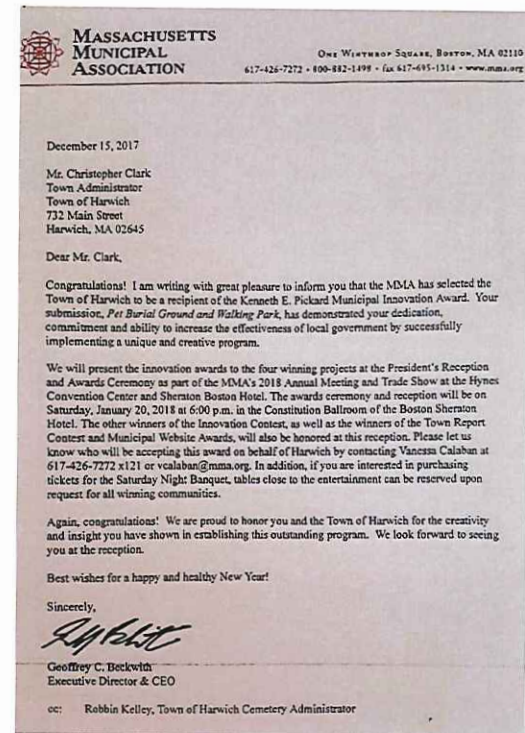 MASSACHUSETTS
MUNICIPAL
ASSOCIATION
ONE WINTHROP SQUARE, BOSTON, MA 02110
617-426-7272 • 800-882-1498 • fax 617-695-1314 • www.mma.org
December 15, 2017
Mr. Christopher Clark
Town Administrator
Town of Harwich
732 Main Street
Harwich, MA 02645
Dear Mr. Clark,
Congratulations! I am writing with great pleasure to inform you that the MMA has selected the
Town of Harwich to be a recipient of the Kenneth E. Pickard Municipal Innovation Award. Your
submission, Pet Burial Ground and Walking Park, has demonstrated your dedication,
commitment and ability to increase the effectiveness of local government by successfully
implementing a unique and creative program.
We will present the innovation awards to the four winning projects at the President's Reception
and Awards Ceremony as part of the MMA's 2018 Annual Meeting and Trade Show at the Hynes
Convention Center and Sheraton Boston Hotel. The awards ceremony and reception will be on
Saturday, January 20, 2018 at 6:00 p.m. in the Constitution Ballroom of the Boston Sheraton
Hotel. The other winners of the Innovation Contest, as well as the winners of the Town Report
Contest and Municipal Website Awards, will also be honored at this reception. Please let us
know who will be accepting this award on behalf of Harwich by contacting Vanessa Calaban at
617-426-7272 x121 or vcalaban@mma.org. In addition, if you are interested in purchasing
tickets for the Saturday Night Banquet, tables close to the entertainment can be reserved upon
request for all winning communities.
Again, congratulations! We are proud to honor you and the Town of Harwich for the creativity
and insight you have shown in establishing this outstanding program. We look forward to seeing
you at the reception.
Best wishes for a happy and healthy New Year!
Sincerely,
Geoffrey C. Beckwith
Executive Director & CEO
cc: Robbin Kelley, Town of Harwich Cemetery Administrator